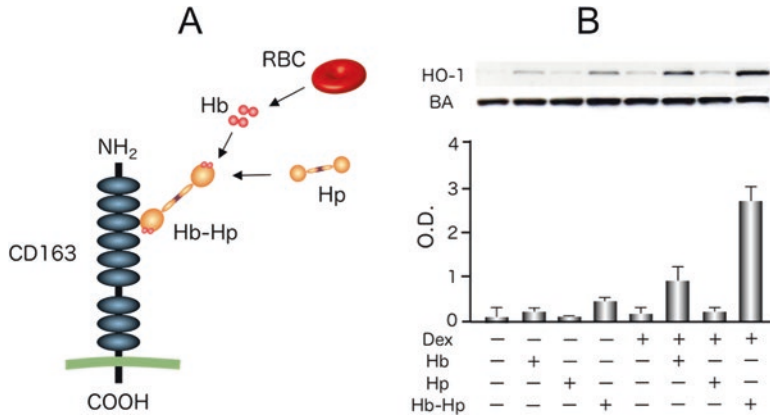 A
RBC
Hb
NH2
Hp
Hb-Hp
CD163
COOH
B
HO-1
BA
4
3
2
1
0
O.D.
Dex − − − − + + + +
Hb − + − − − + − −
Hp − − + − − − + −
Hb-Hp − − − + − − − +